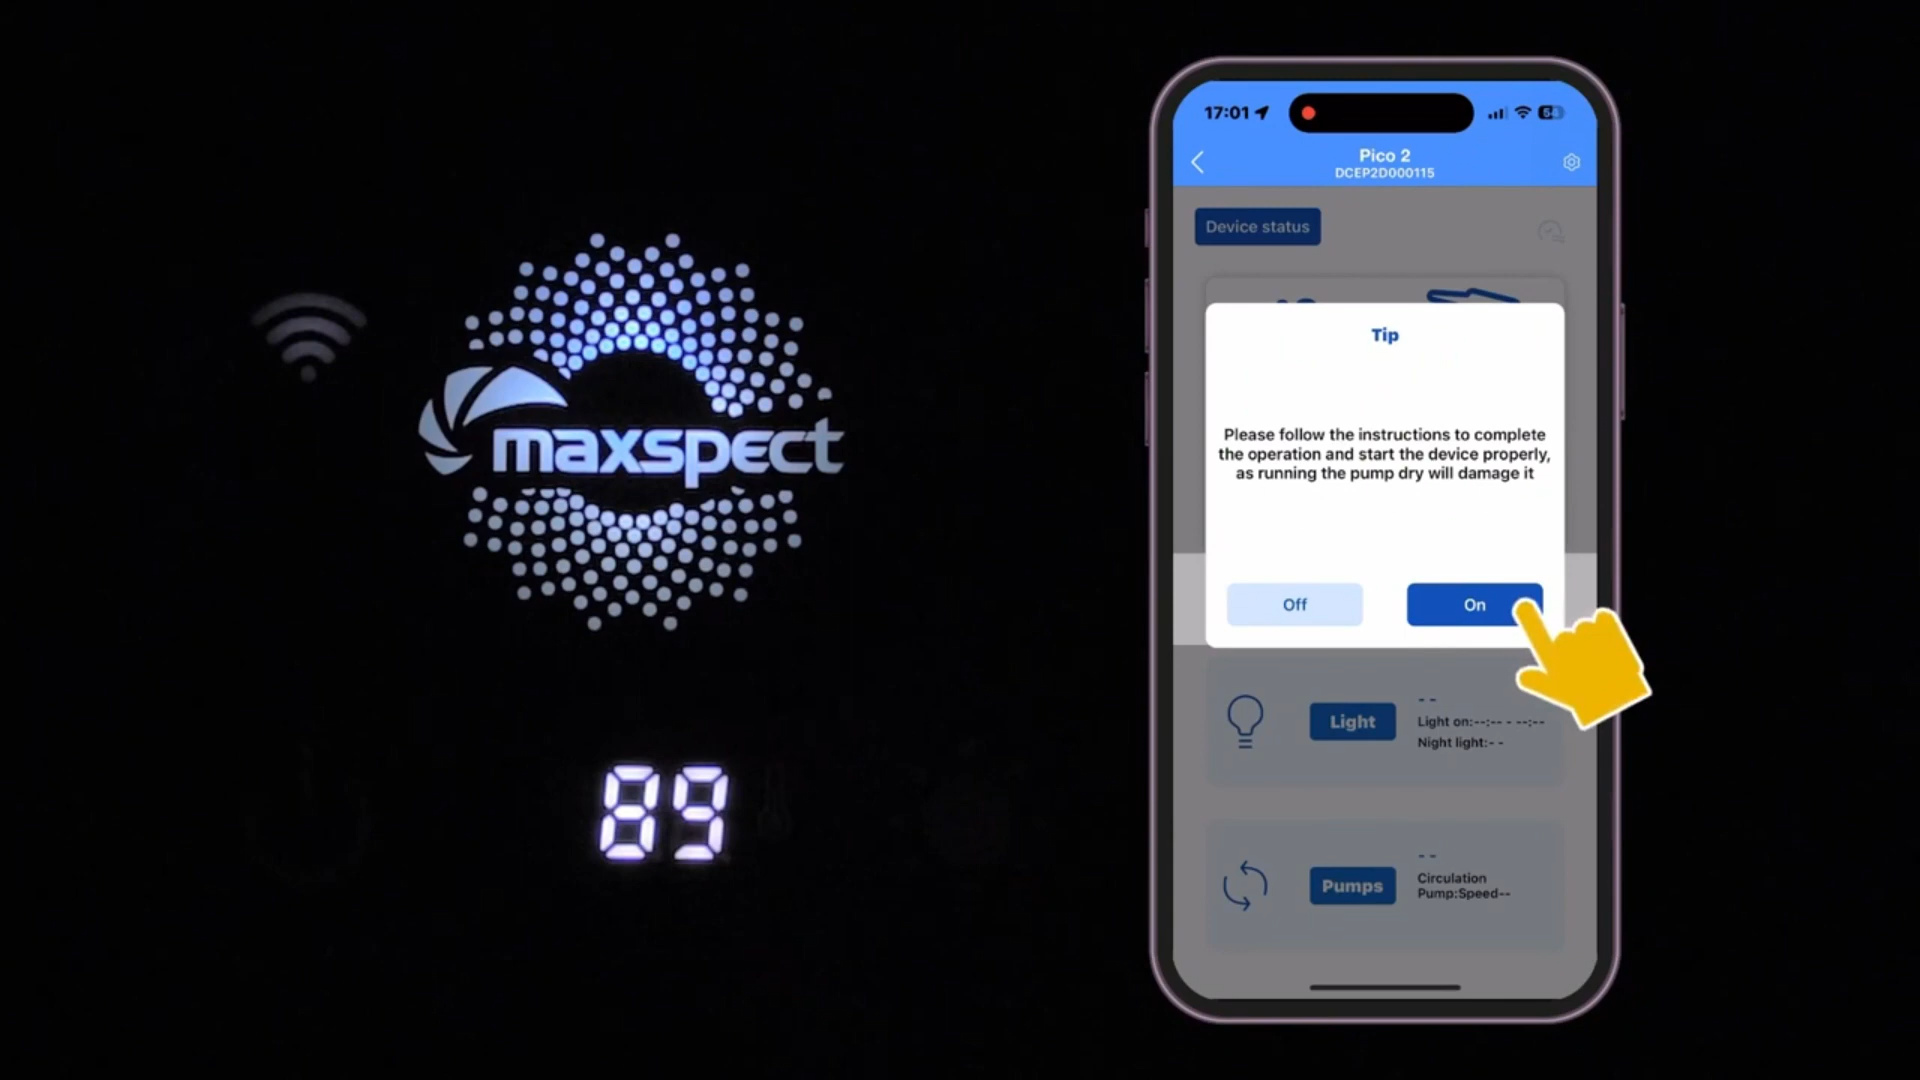 maxspect
89
17:01
54
Pico 2
DCEP2D000115
Device status
Tip
Please follow the instructions to complete
the operation and start the device properly,
as running the pump dry will damage it
Off
On
Light
- -
Light on:--:-- - --:--
Night light:- -
Pumps
- -
Circulation
Pump:Speed--